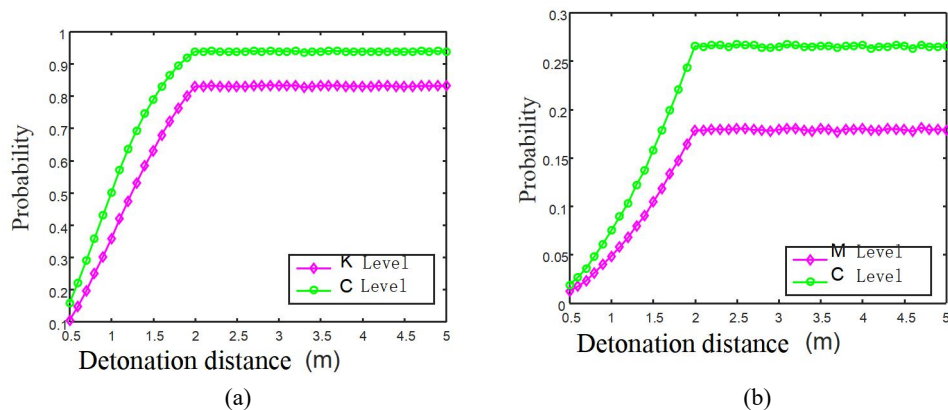 1
0.9
0.8
0.7
0.6
0.5
0.4
0.3
0.2
0.1
Probability
K Level
C Level
0.5 1 1.5 2 2.5 3 3.5 4 4.5 5
Detonation distance (m)
(a)
0.3
0.25
0.2
0.15
0.1
0.05
0
Probability
M Level
C Level
0.5 1 1.5 2 2.5 3 3.5 4 4.5 5
Detonation distance (m)
(b)